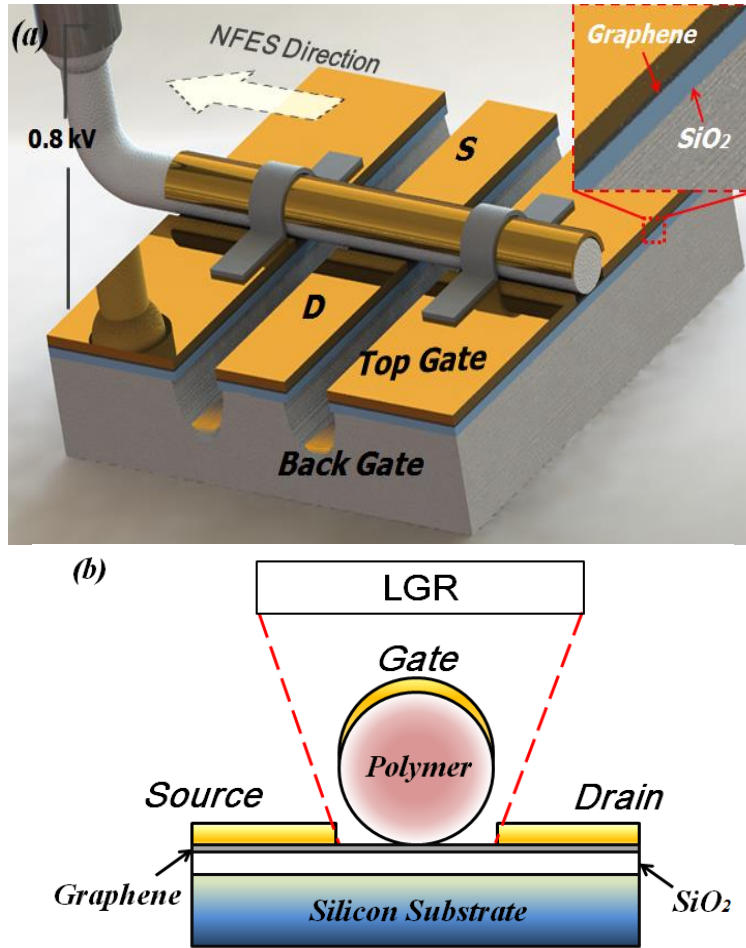 (a)
NFES Direction
Graphene
SiO₂
0.8 kV
S
D
Top Gate
Back Gate
(b)
LGR
Gate
Polymer
Source
Drain
Graphene
SiO₂
Silicon Substrate